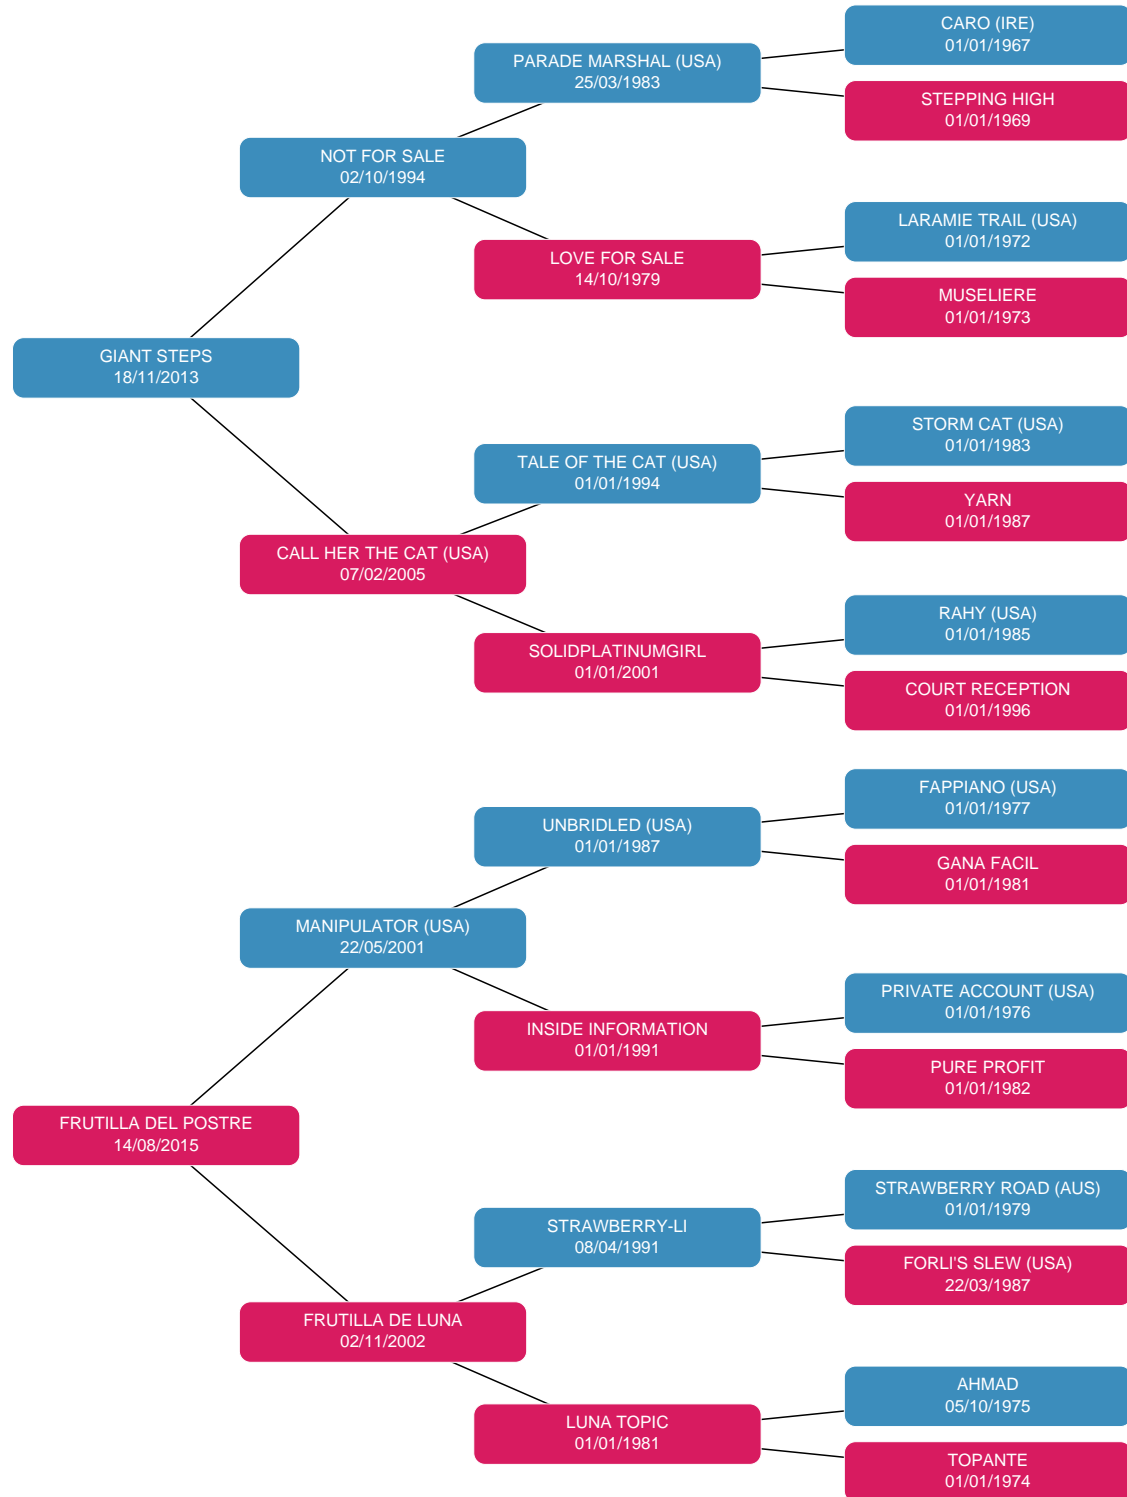 CARO (IRE)
01/01/1967
PARADE MARSHAL (USA)
25/03/1983
STEPPING HIGH
01/01/1969
NOT FOR SALE
02/10/1994
LARAMIE TRAIL (USA)
01/01/1972
LOVE FOR SALE
14/10/1979
MUSELIERE
01/01/1973
GIANT STEPS
18/11/2013
STORM CAT (USA)
01/01/1983
TALE OF THE CAT (USA)
01/01/1994
YARN
01/01/1987
CALL HER THE CAT (USA)
07/02/2005
RAHY (USA)
01/01/1985
SOLIDPLATINUMGIRL
01/01/2001
COURT RECEPTION
01/01/1996
FAPPIANO (USA)
01/01/1977
UNBRIDLED (USA)
01/01/1987
GANA FACIL
01/01/1981
MANIPULATOR (USA)
22/05/2001
PRIVATE ACCOUNT (USA)
01/01/1976
INSIDE INFORMATION
01/01/1991
PURE PROFIT
01/01/1982
FRUTILLA DEL POSTRE
14/08/2015
STRAWBERRY ROAD (AUS)
01/01/1979
STRAWBERRY-LI
08/04/1991
FORLI'S SLEW (USA)
22/03/1987
FRUTILLA DE LUNA
02/11/2002
AHMAD
05/10/1975
LUNA TOPIC
01/01/1981
TOPANTE
01/01/1974